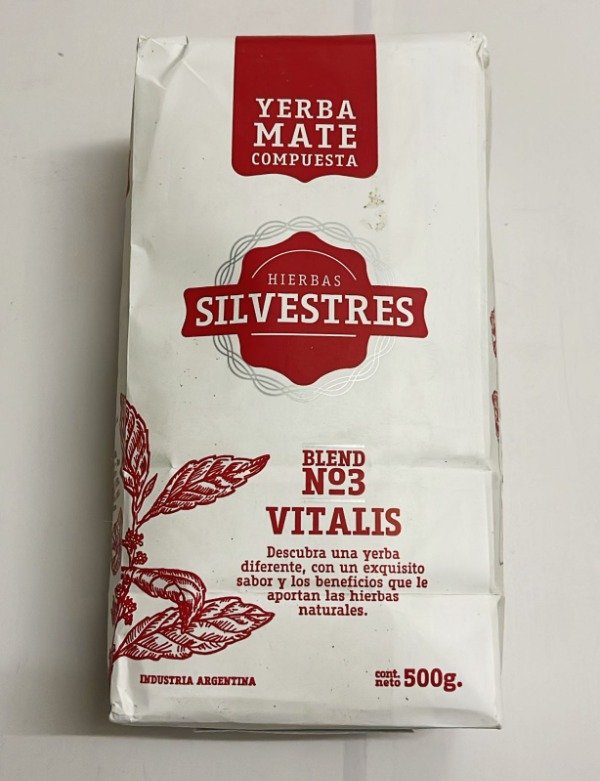 YERBA
MATE
COMPUESTA
HIERBAS
SILVESTRES
BLEND
Nº3
VITALIS
Descubra una yerba
diferente, con un exquisito
sabor y los beneficios que le
aportan las hierbas
naturales.
INDUSTRIA ARGENTINA
cont.
neto 500g.